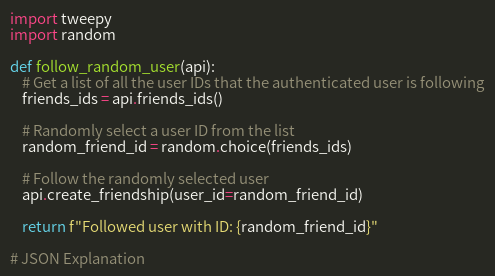 import tweepy
import random
def follow_random_user(api):
# Get a list of all the user IDs that the authenticated user is following
friends_ids = api.friends_ids()
# Randomly select a user ID from the list
random_friend_id = random.choice(friends_ids)
# Follow the randomly selected user
api.create_friendship(user_id=random_friend_id)
return f"Followed user with ID: {random_friend_id}"
# JSON Explanation